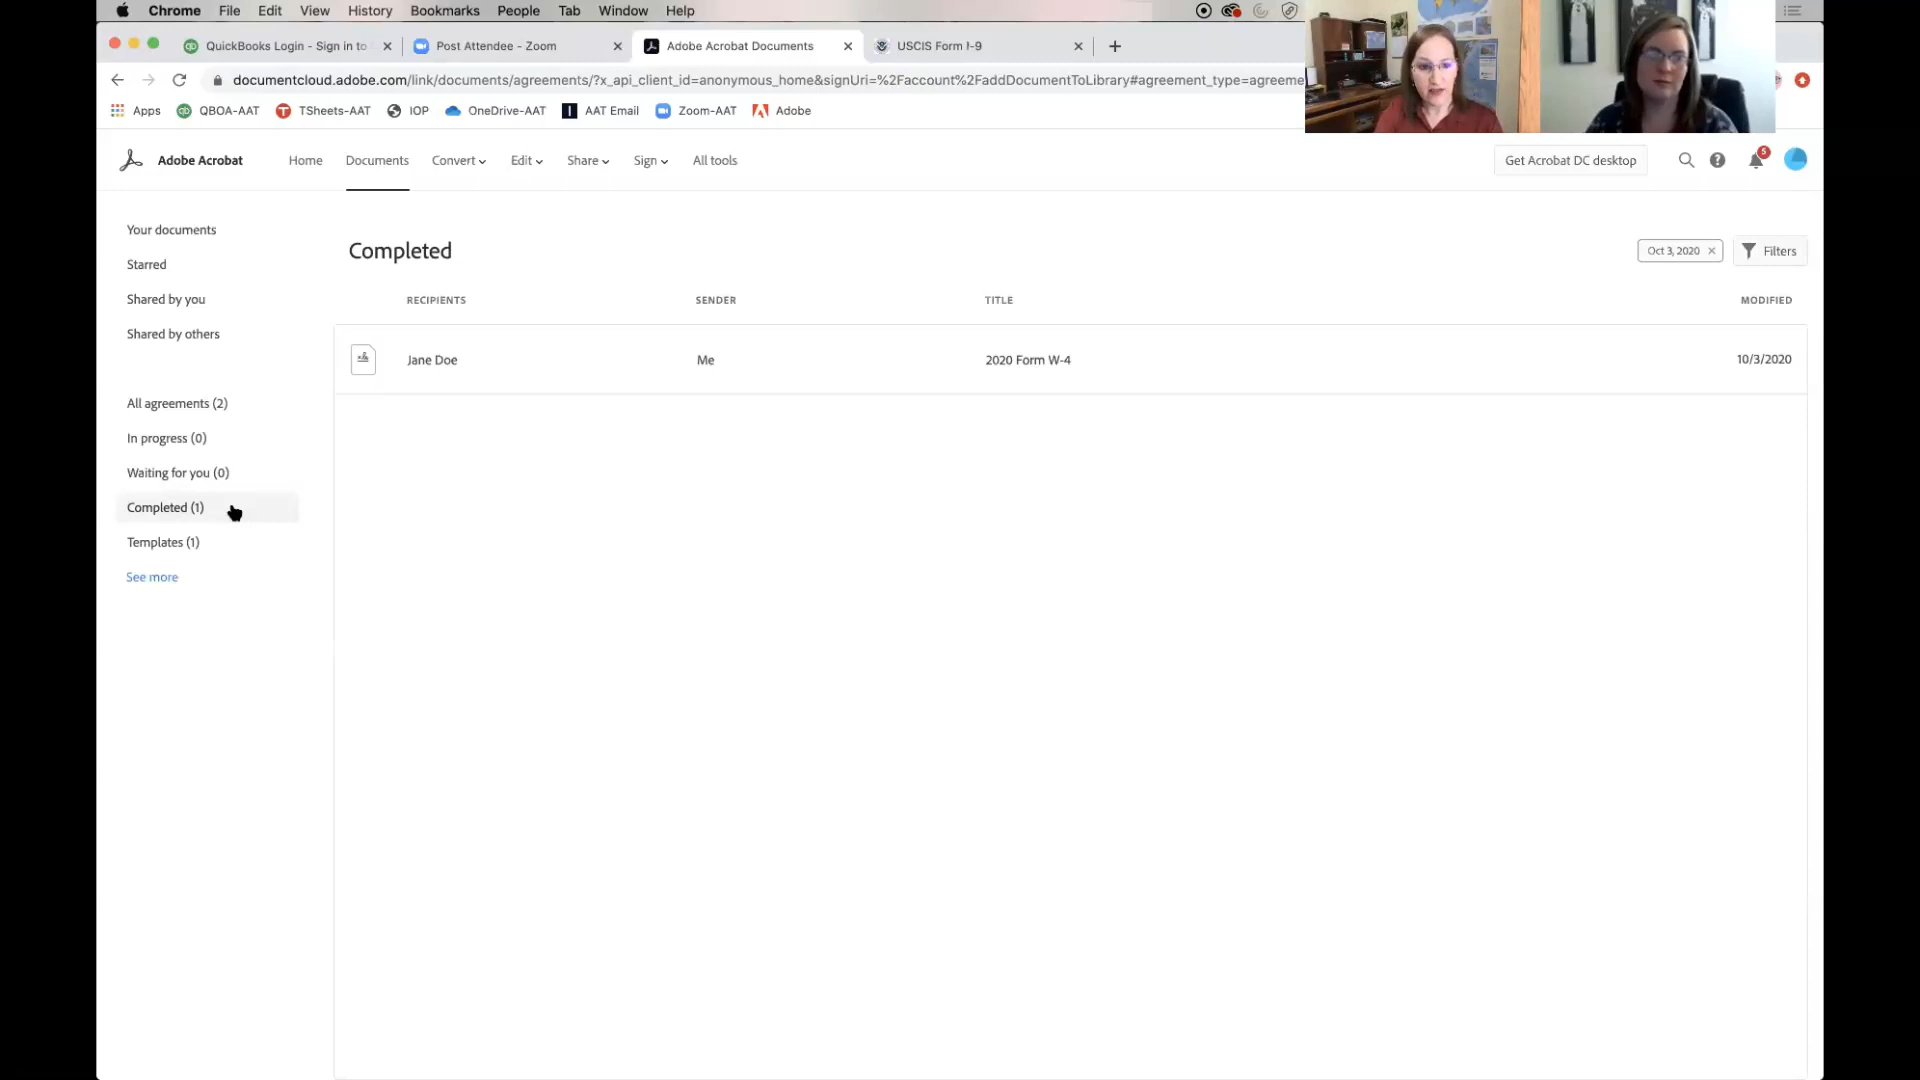 Chrome File Edit View History Bookmarks People Tab Window Help
QuickBooks Login - Sign in to
Post Attendee - Zoom
Adobe Acrobat Documents
USCIS Form I-9
documentcloud.adobe.com/link/documents/agreements/?x_api_client_id=anonymous_home&signUri=%2Faccount%2FaddDocumentToLibrary#agreement_type=agreeme
Apps QBOA-AAT TSheets-AAT IOP OneDrive-AAT AAT Email Zoom-AAT Adobe
Adobe Acrobat Home Documents Convert Edit Share Sign All tools Get Acrobat DC desktop 5
Your documents
Starred
Shared by you
Shared by others
All agreements (2)
In progress (0)
Waiting for you (0)
Completed (1)
Templates (1)
See more
Completed
Oct 3, 2020 Filters
RECIPIENTS SENDER TITLE MODIFIED
Jane Doe Me 2020 Form W-4 10/3/2020